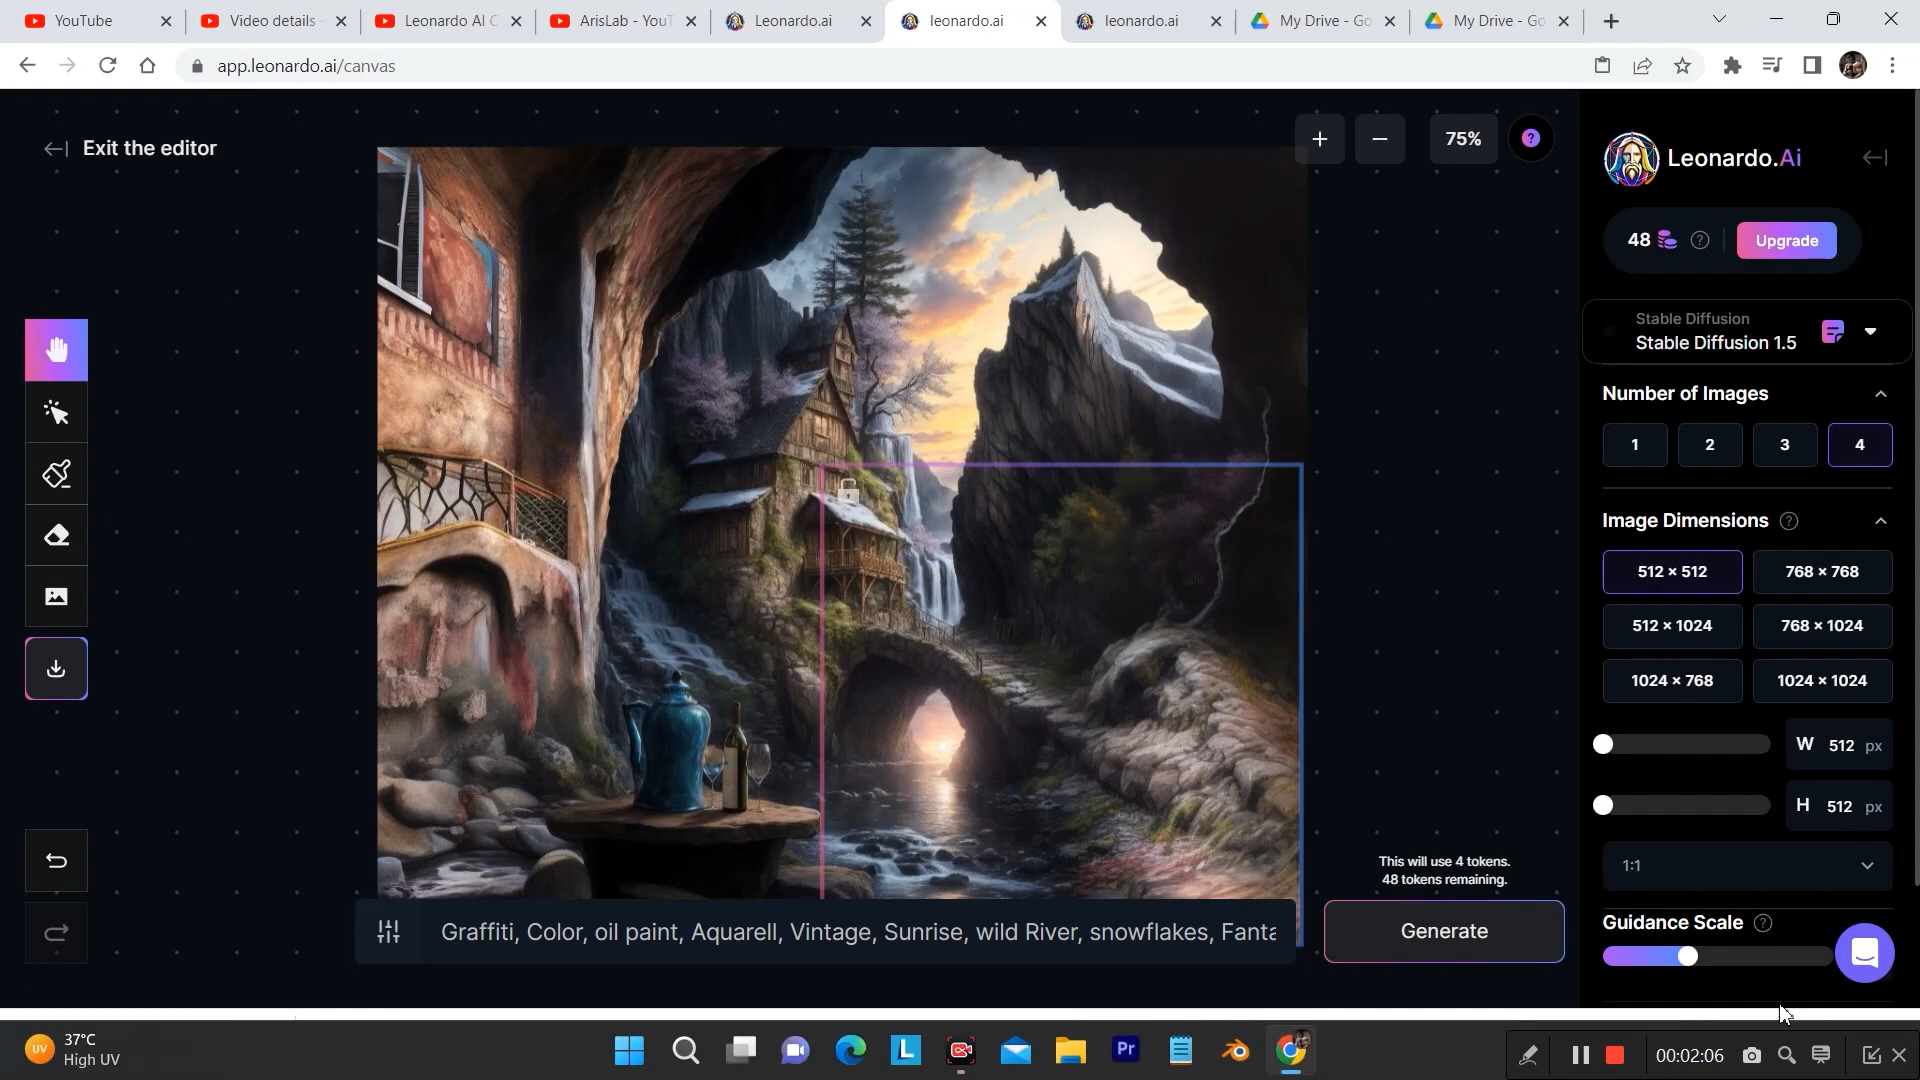 YouTube
Video details
Leonardo AI C
ArisLab - YouT
Leonardo.ai
leonardo.ai
leonardo.ai
My Drive - Go
My Drive - Go
app.leonardo.ai/canvas
Exit the editor
75%
Leonardo.Ai
48
Upgrade
Stable Diffusion
Stable Diffusion 1.5
Number of Images
1
2
3
4
Image Dimensions
512 × 512
768 × 768
512 × 1024
768 × 1024
1024 × 768
1024 × 1024
W 512 px
H 512 px
1:1
This will use 4 tokens.
48 tokens remaining.
Graffiti, Color, oil paint, Aquarell, Vintage, Sunrise, wild River, snowflakes, Fanta
Generate
Guidance Scale
UV
37°C
High UV
L
Pr
00:02:06